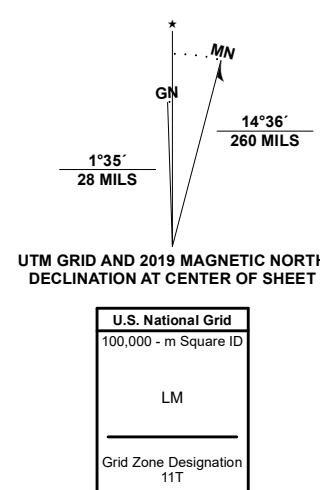 ★
MN
GN
14°36´
260 MILS
1°35´
28 MILS
UTM GRID AND 2019 MAGNETIC NORTH
DECLINATION AT CENTER OF SHEET
U.S. National Grid
100,000 - m Square ID
LM
Grid Zone Designation
11T